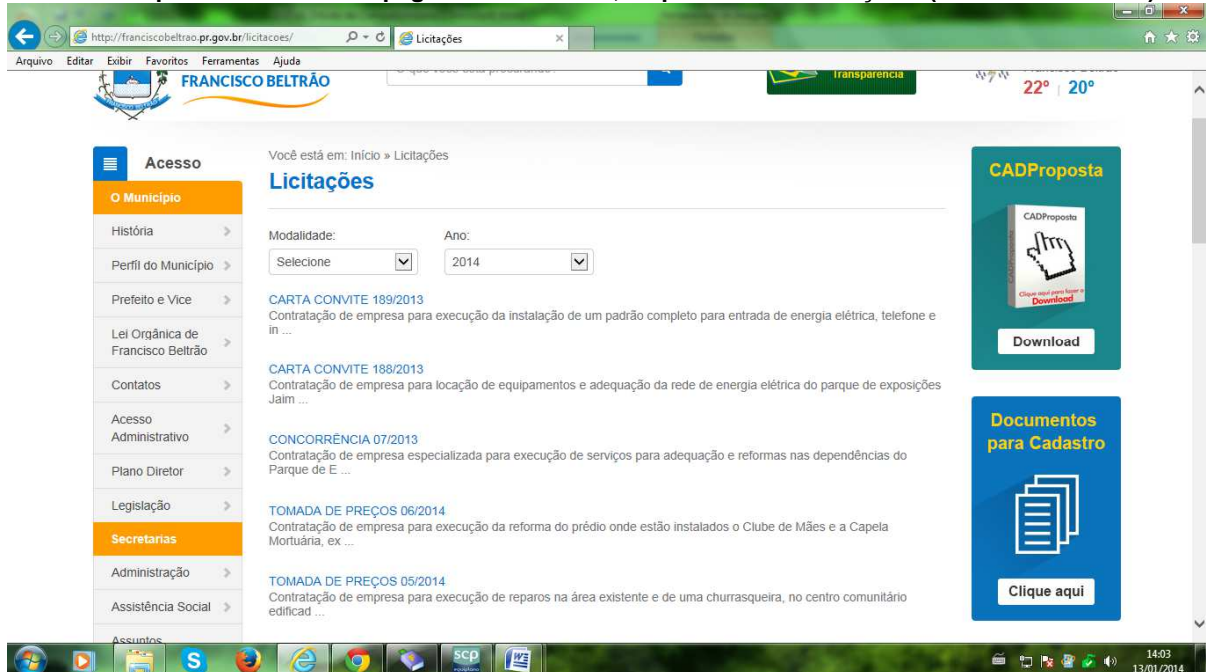 http://franciscobeltrao.pr.gov.br/licitacoes/
Licitações
Arquivo Editar Exibir Favoritos Ferramentas Ajuda
FRANCISCO BELTRÃO
Transparência
22° 20°
Acesso
O Município
História
Perfil do Município
Prefeito e Vice
Lei Orgânica de
Francisco Beltrão
Contatos
Acesso
Administrativo
Plano Diretor
Legislação
Secretarias
Administração
Assistência Social
Assuntos
Você está em: Início » Licitações
Licitações
Modalidade: Ano:
Selecione 2014
CARTA CONVITE 189/2013
Contratação de empresa para execução da instalação de um padrão completo para entrada de energia elétrica, telefone e
in ...
CARTA CONVITE 188/2013
Contratação de empresa para locação de equipamentos e adequação da rede de energia elétrica do parque de exposições
Jaim ...
CONCORRÊNCIA 07/2013
Contratação de empresa especializada para execução de serviços para adequação e reformas nas dependências do
Parque de E ...
TOMADA DE PREÇOS 06/2014
Contratação de empresa para execução da reforma do prédio onde estão instalados o Clube de Mães e a Capela
Mortuária, ex ...
TOMADA DE PREÇOS 05/2014
Contratação de empresa para execução de reparos na área existente e de uma churrasqueira, no centro comunitário
edificad ...
CADProposta
CADProposta
Clique aqui para fazer o
Download
Download
Documentos
para Cadastro
Clique aqui
scp
14:03
13/01/2014